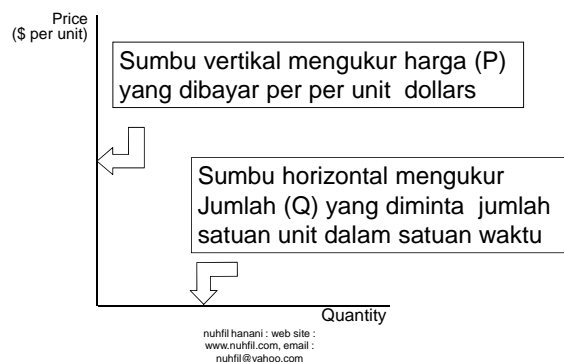 Price
($ per unit)
Sumbu vertikal mengukur harga (P)
yang dibayar per per unit dollars
Sumbu horizontal mengukur
Jumlah (Q) yang diminta jumlah
satuan unit dalam satuan waktu
Quantity
nuhfil hanani : web site :
www.nuhfil.com, email :
nuhfil@yahoo.com